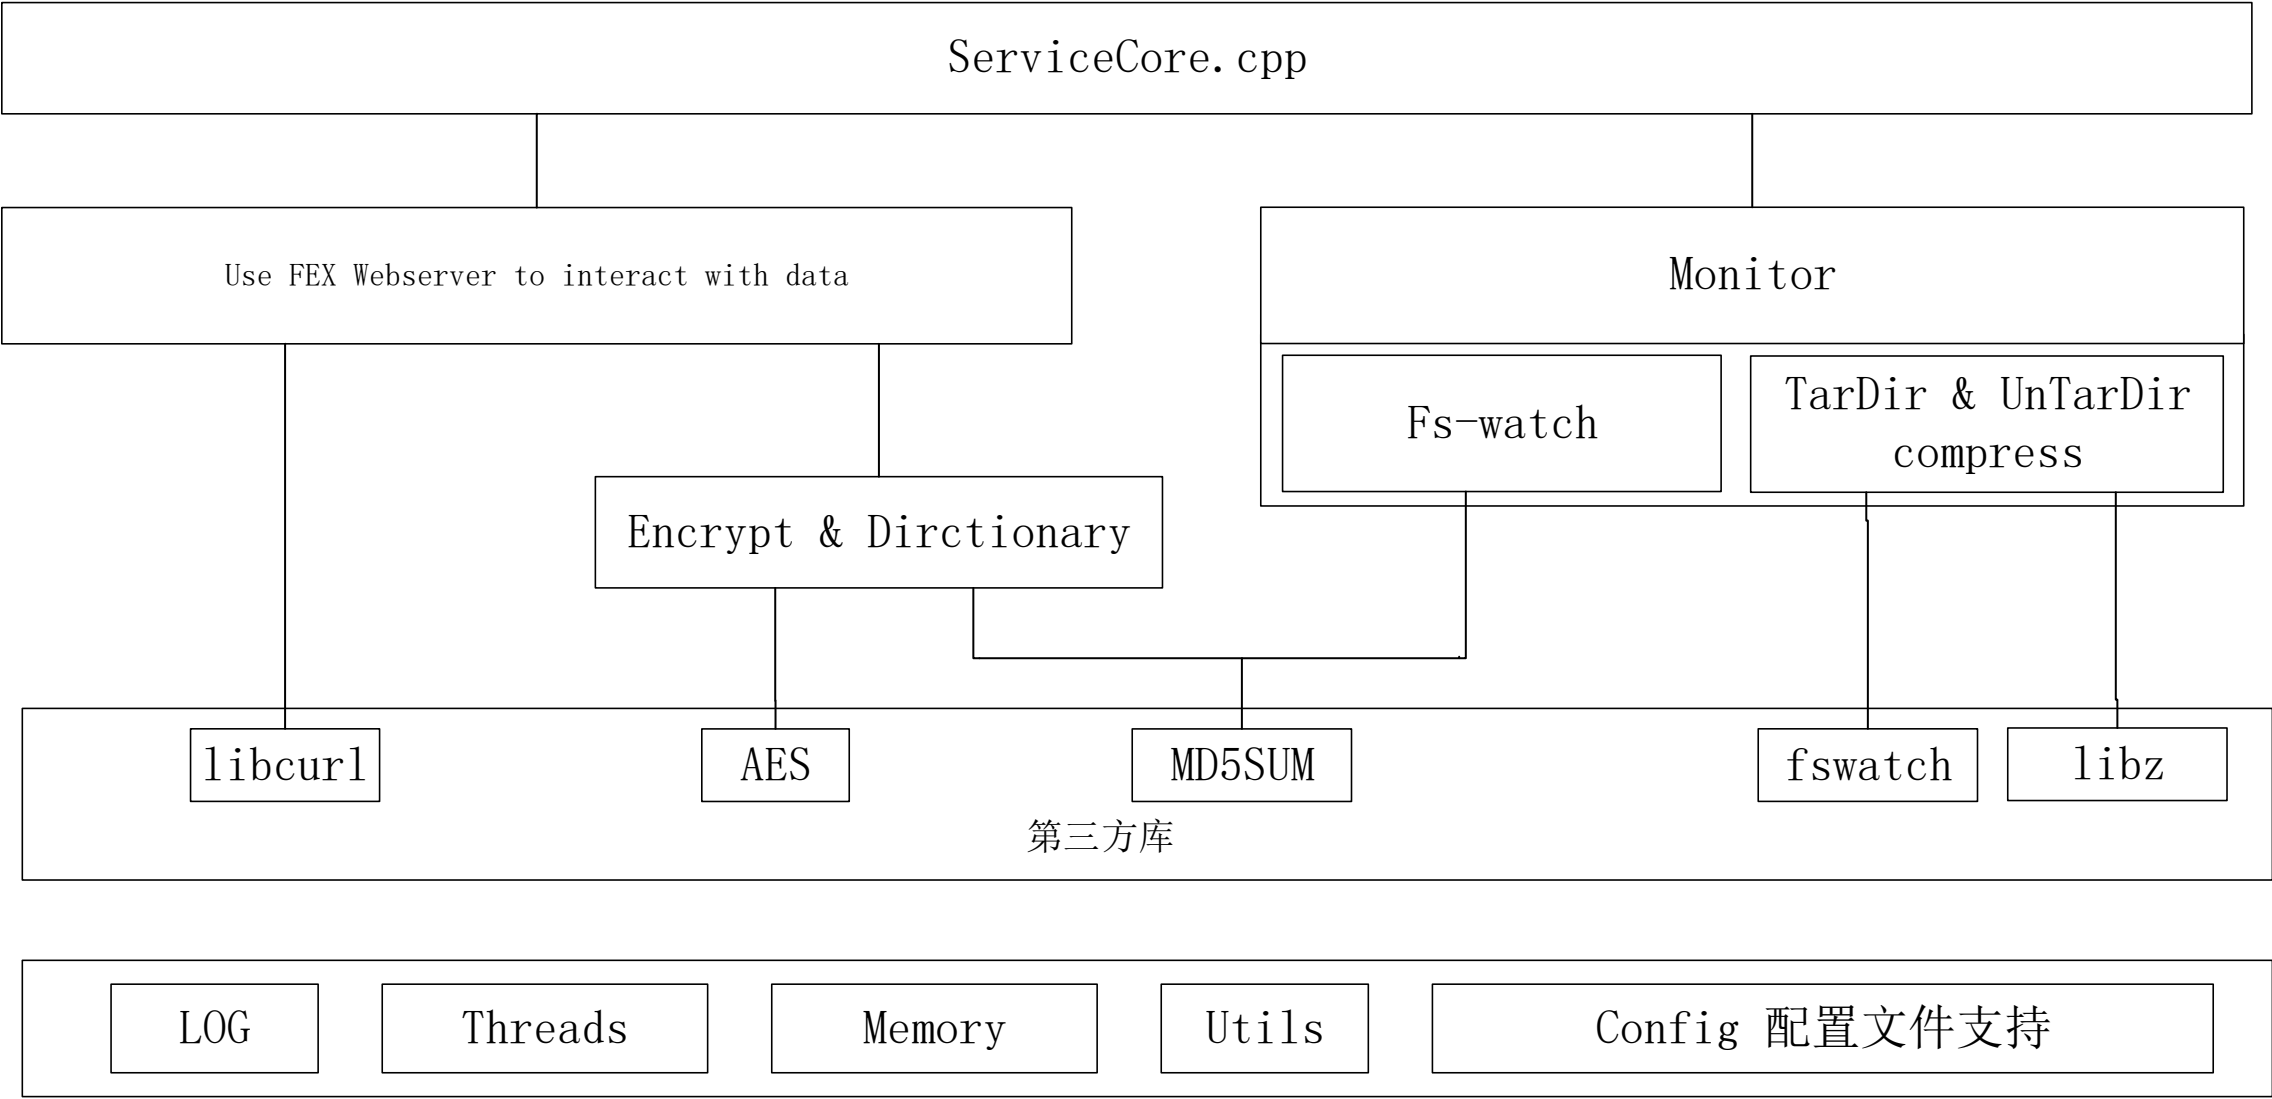 ServiceCore.cpp
Use FEX Webserver to interact with data
Monitor
Fs-watch
TarDir & UnTarDir
compress
Encrypt & Dirctionary
libcurl
AES
MD5SUM
fswatch
libz
第三方库
LOG
Threads
Memory
Utils
Config 配置文件支持